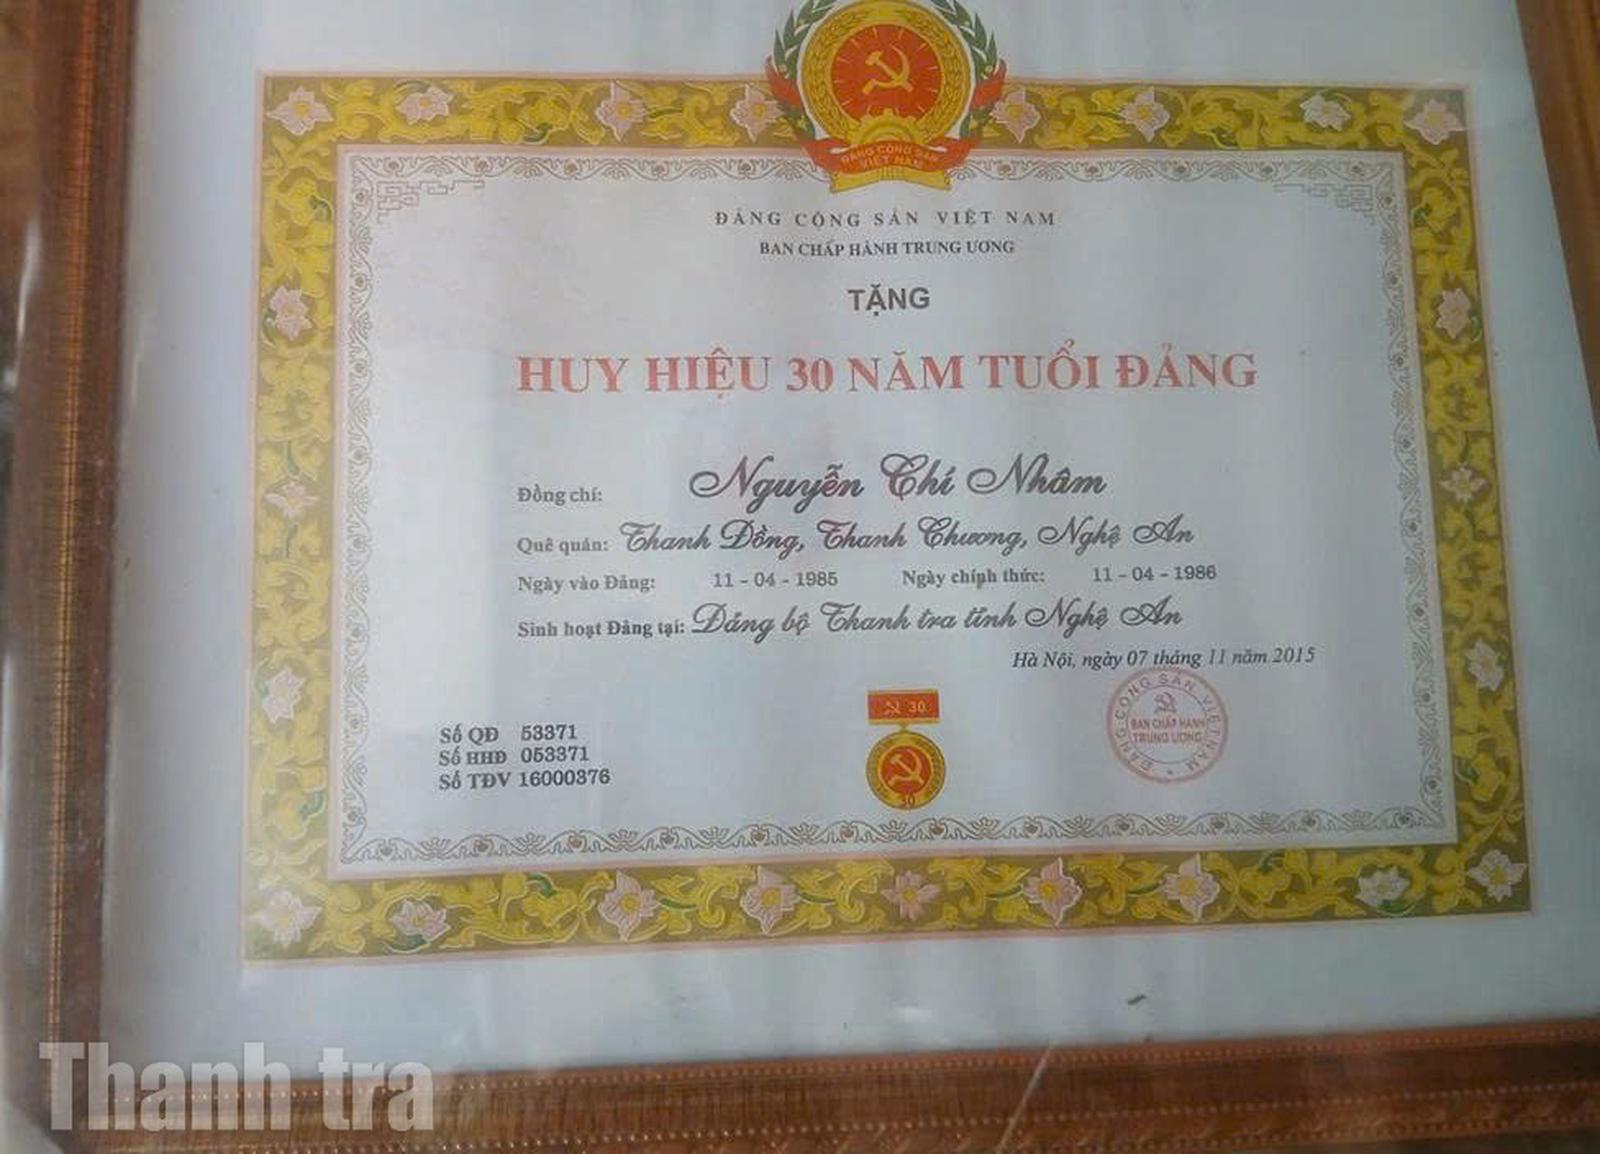 ĐẢNG CỘNG SẢN VIỆT NAM
ĐẢNG CỘNG SẢN VIỆT NAM
BAN CHẤP HÀNH TRUNG ƯƠNG
TẶNG
HUY HIỆU 30 NĂM TUỔI ĐẢNG
Đồng chí: Nguyễn Chí Nhâm
Quê quán: Thanh Đồng, Thanh Chương, Nghệ An
Ngày vào Đảng: 11 - 04 - 1985 Ngày chính thức: 11 - 04 - 1986
Sinh hoạt Đảng tại: Đảng bộ Thanh tra tỉnh Nghệ An
Hà Nội, ngày 07 tháng 11 năm 2015
Số QĐ 53371
Số HHĐ 053371
Số TĐV 16000376
30
30
ĐẢNG CỘNG SẢN VIỆT NAM
BAN CHẤP HÀNH
TRUNG ƯƠNG
Thanh tra